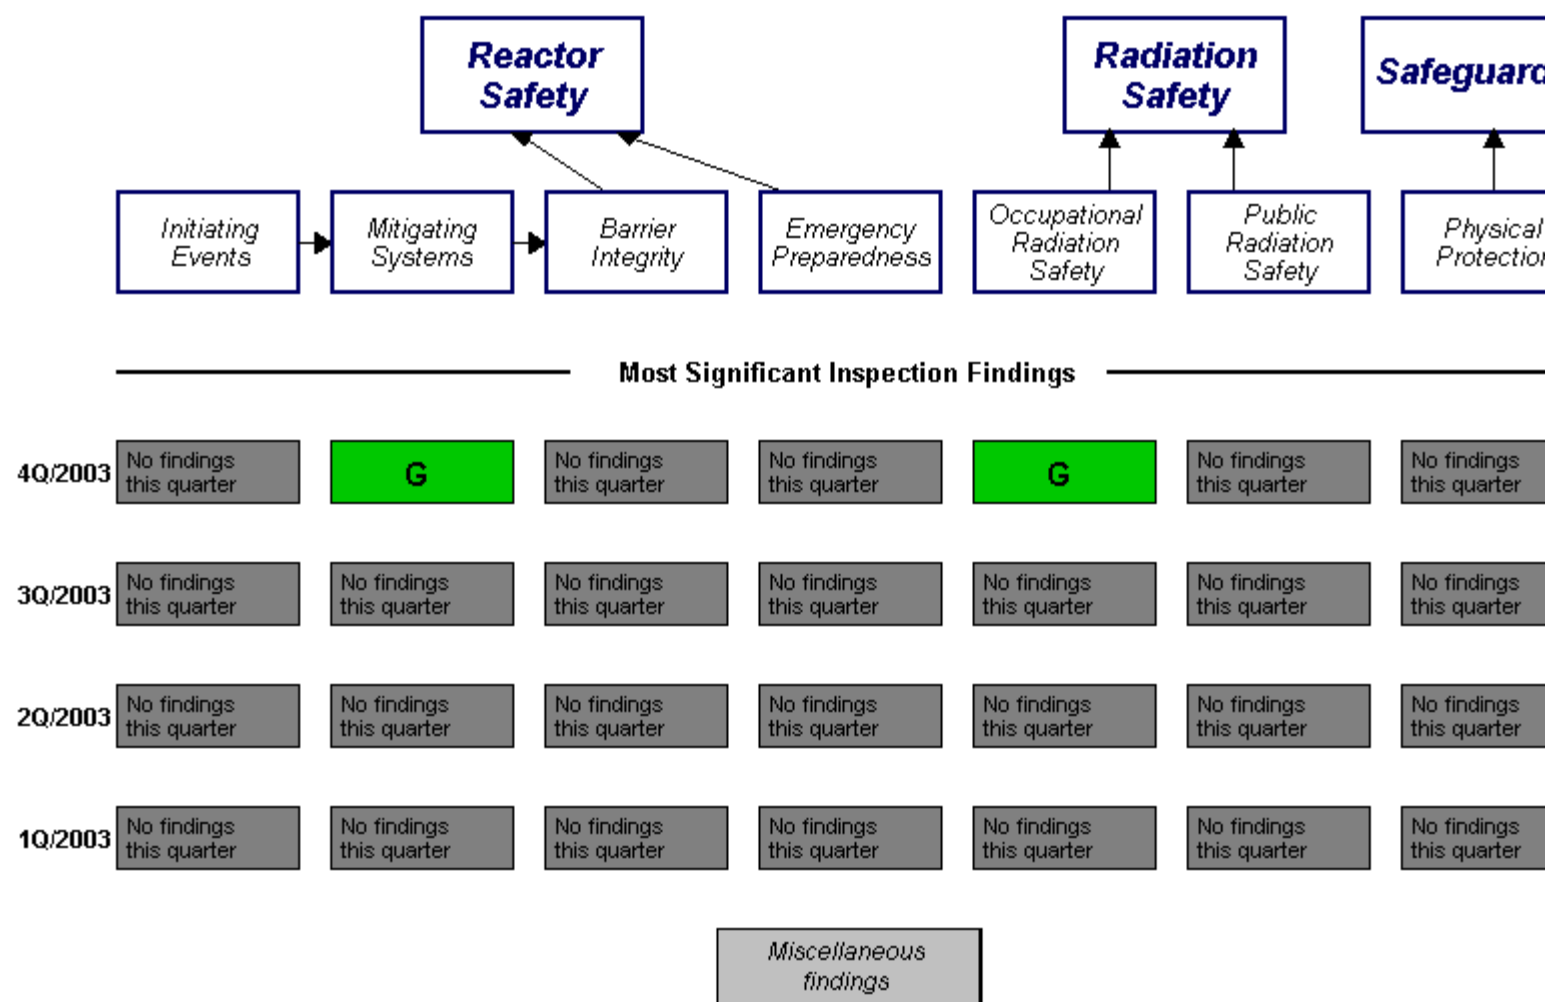 Reactor
Safety
Radiation
Safety
Safeguard
Initiating
Events
Mitigating
Systems
Barrier
Integrity
Emergency
Preparedness
Occupational
Radiation
Safety
Public
Radiation
Safety
Physical
Protection
Most Significant Inspection Findings
4Q/2003
No findings
this quarter
G
No findings
this quarter
No findings
this quarter
G
No findings
this quarter
No findings
this quarter
3Q/2003
No findings
this quarter
No findings
this quarter
No findings
this quarter
No findings
this quarter
No findings
this quarter
No findings
this quarter
No findings
this quarter
2Q/2003
No findings
this quarter
No findings
this quarter
No findings
this quarter
No findings
this quarter
No findings
this quarter
No findings
this quarter
No findings
this quarter
1Q/2003
No findings
this quarter
No findings
this quarter
No findings
this quarter
No findings
this quarter
No findings
this quarter
No findings
this quarter
No findings
this quarter
Miscellaneous
findings